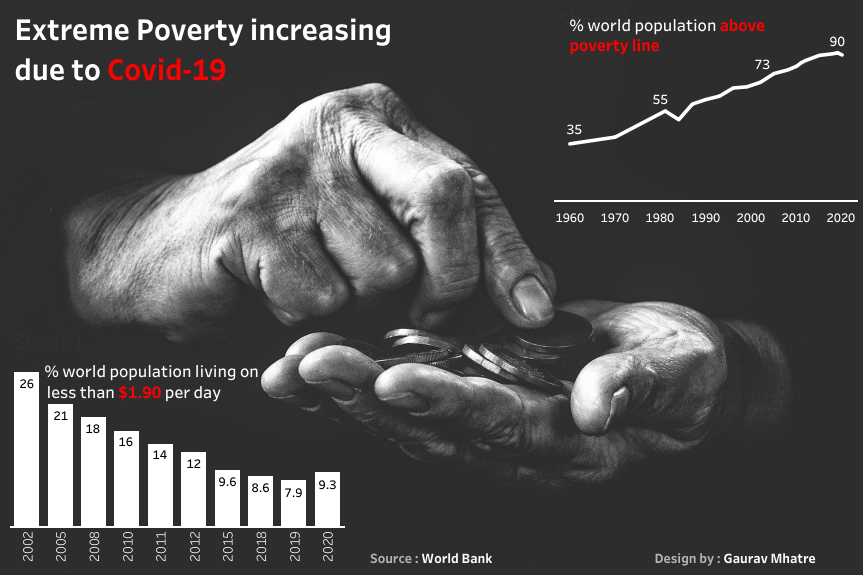 Extreme Poverty increasing
due to Covid-19
% world population above
poverty line
90
73
55
35
1960 1970 1980 1990 2000 2010 2020
Sheet 1
% world population living on
less than $1.90 per day
26
21
18
16
14
12
9.6
8.6
7.9
9.3
2002 2005 2008 2010 2011 2012 2015 2018 2019 2020
Source : World Bank
Design by : Gaurav Mhatre